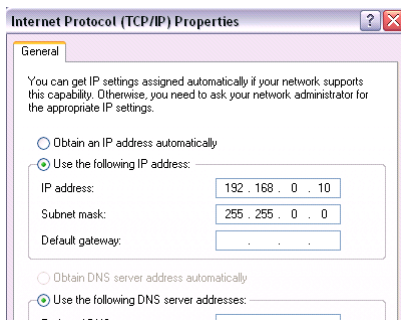 Internet Protocol (TCP/IP) Properties
General
You can get IP settings assigned automatically if your network supports
this capability. Otherwise, you need to ask your network administrator for
the appropriate IP settings.
Obtain an IP address automatically
Use the following IP address:
IP address: 192 . 168 . 0 . 10
Subnet mask: 255 . 255 . 0 . 0
Default gateway: . . .
Obtain DNS server address automatically
Use the following DNS server addresses: